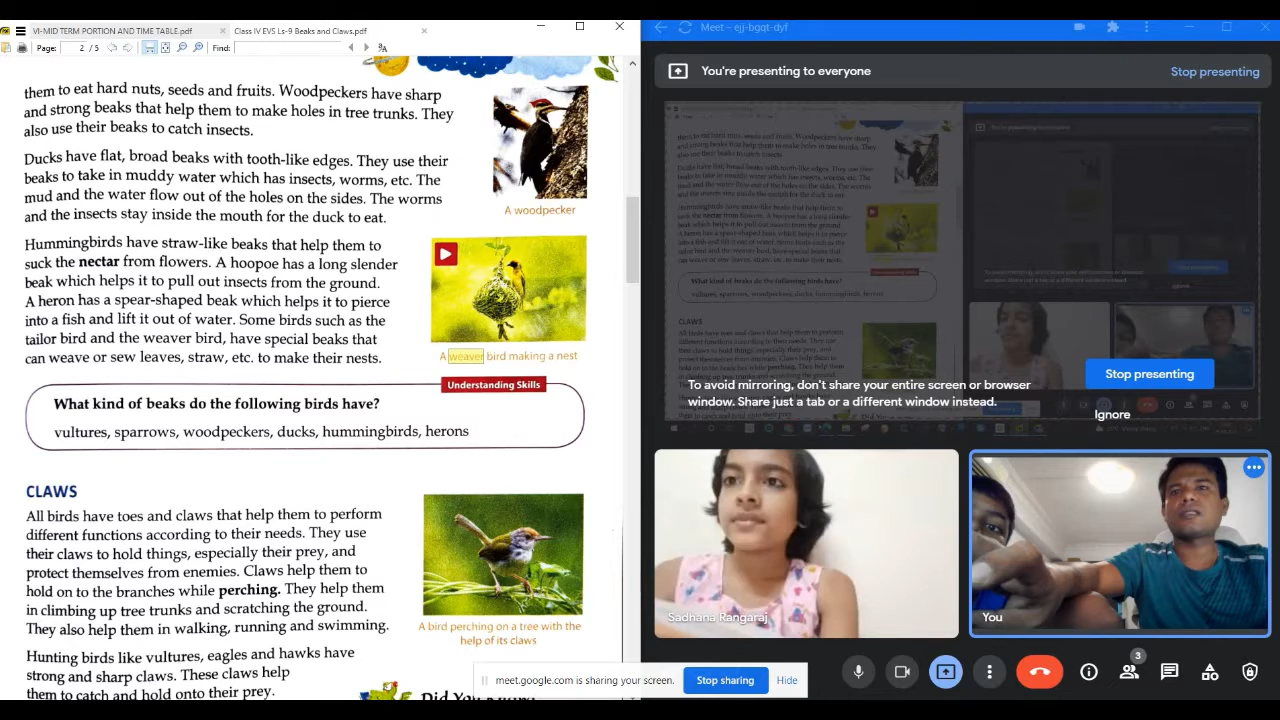 VI-MID TERM PORTION AND TIME TABLE.pdf
Class IV EVS Ls-9 Beaks and Claws.pdf
Page: 2 / 5 Find:
them to eat hard nuts, seeds and fruits. Woodpeckers have sharp
and strong beaks that help them to make holes in tree trunks. They
also use their beaks to catch insects.
Ducks have flat, broad beaks with tooth-like edges. They use their
beaks to take in muddy water which has insects, worms, etc. The
mud and the water flow out of the holes on the sides. The worms
and the insects stay inside the mouth for the duck to eat.
A woodpecker
Hummingbirds have straw-like beaks that help them to
suck the nectar from flowers. A hoopoe has a long slender
beak which helps it to pull out insects from the ground.
A heron has a spear-shaped beak which helps it to pierce
into a fish and lift it out of water. Some birds such as the
tailor bird and the weaver bird, have special beaks that
can weave or sew leaves, straw, etc. to make their nests.
A weaver bird making a nest
Understanding Skills
What kind of beaks do the following birds have?
vultures, sparrows, woodpeckers, ducks, hummingbirds, herons
CLAWS
All birds have toes and claws that help them to perform
different functions according to their needs. They use
their claws to hold things, especially their prey, and
protect themselves from enemies. Claws help them to
hold on to the branches while perching. They help them
in climbing up tree trunks and scratching the ground.
They also help them in walking, running and swimming.
A bird perching on a tree with the
help of its claws
Hunting birds like vultures, eagles and hawks have
strong and sharp claws. These claws help
them to catch and hold onto their prey.
meet.google.com is sharing your screen.
Stop sharing
Hide
Meet – ejj-bgqt-dyf
You're presenting to everyone
Stop presenting
To avoid mirroring, don't share your entire screen or browser
window. Share just a tab or a different window instead.
Stop presenting
Ignore
Sadhana Rangaraj
You
3